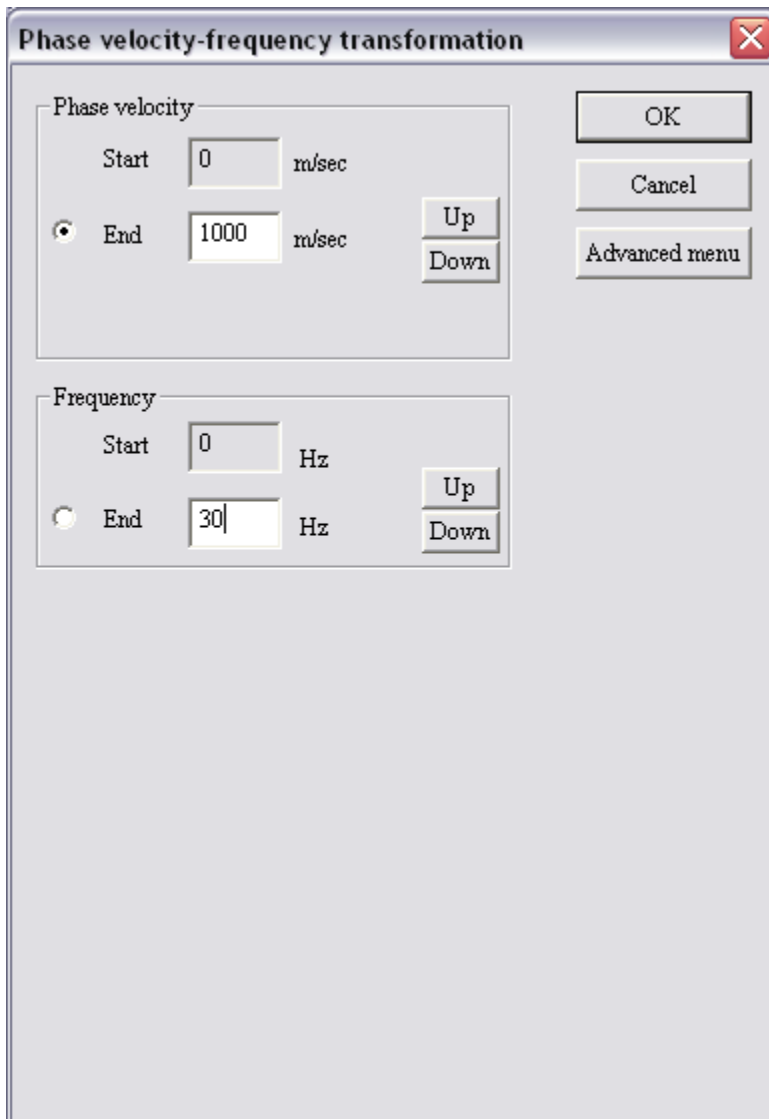 Phase velocity-frequency transformation
Phase velocity
Start 0 m/sec
End 1000 m/sec
Up
Down
Frequency
Start 0 Hz
End 30 Hz
Up
Down
OK
Cancel
Advanced menu